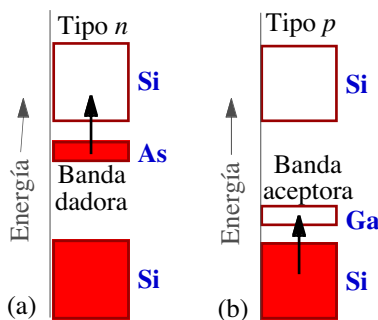 Tipo n
Si
As
Banda
dadora
Si
Energía
(a)
Tipo p
Si
Banda
aceptora
Ga
Si
Energía
(b)